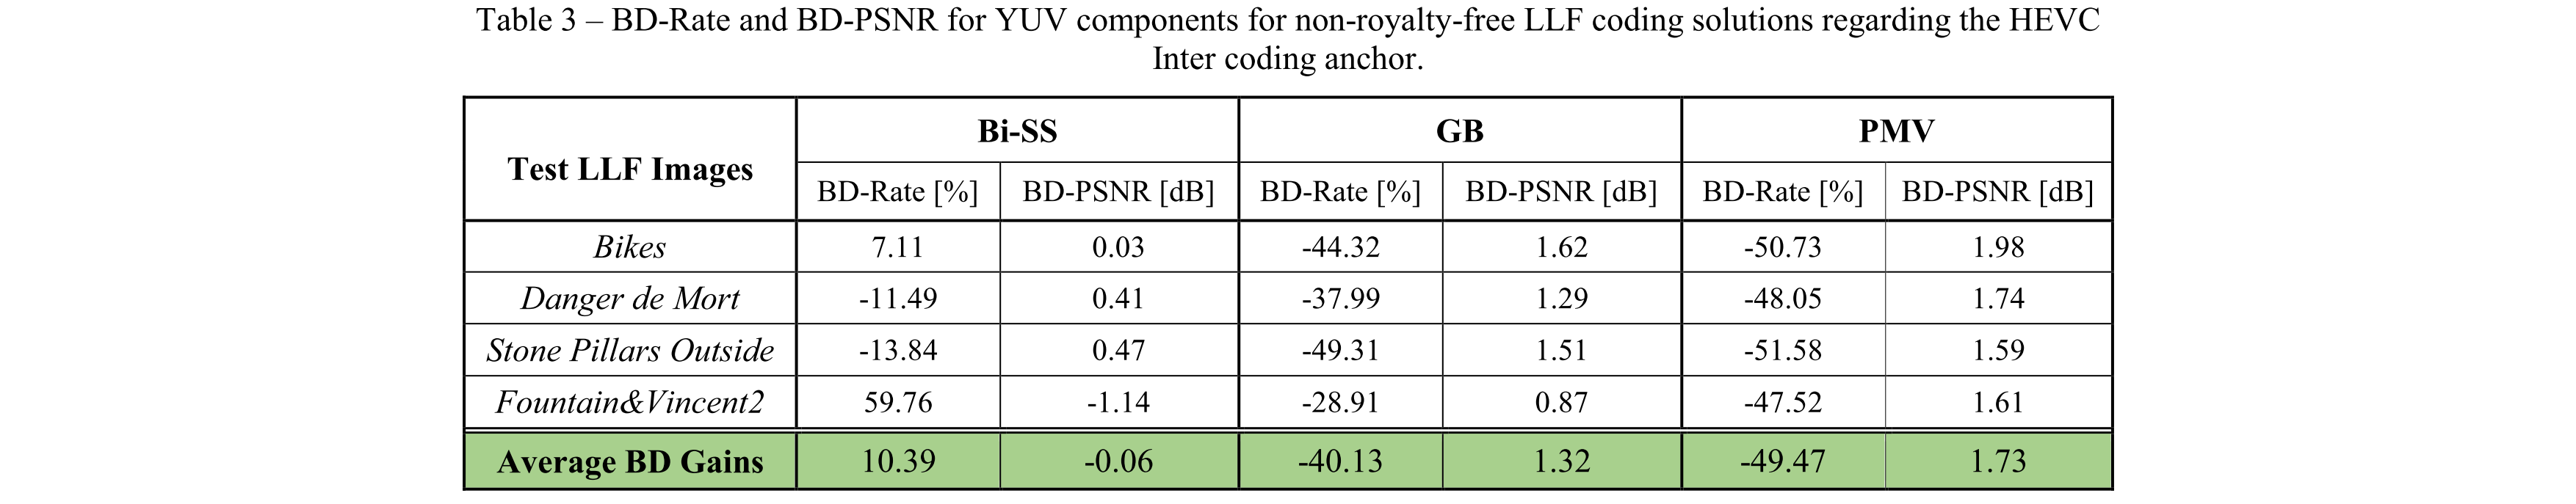 Table 3 – BD-Rate and BD-PSNR for YUV components for non-royalty-free LLF coding solutions regarding the HEVC
Inter coding anchor.
Test LLF Images Bi-SS GB PMV
BD-Rate [%] BD-PSNR [dB] BD-Rate [%] BD-PSNR [dB] BD-Rate [%] BD-PSNR [dB]
Bikes 7.11 0.03 -44.32 1.62 -50.73 1.98
Danger de Mort -11.49 0.41 -37.99 1.29 -48.05 1.74
Stone Pillars Outside -13.84 0.47 -49.31 1.51 -51.58 1.59
Fountain&Vincent2 59.76 -1.14 -28.91 0.87 -47.52 1.61
Average BD Gains 10.39 -0.06 -40.13 1.32 -49.47 1.73